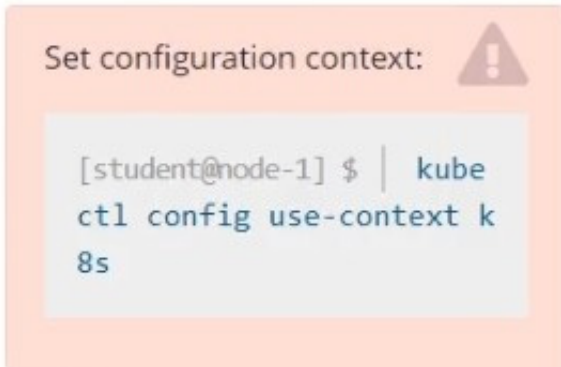 Set configuration context:
[student@node-1] $ | kube
ctl config use-context k
8s